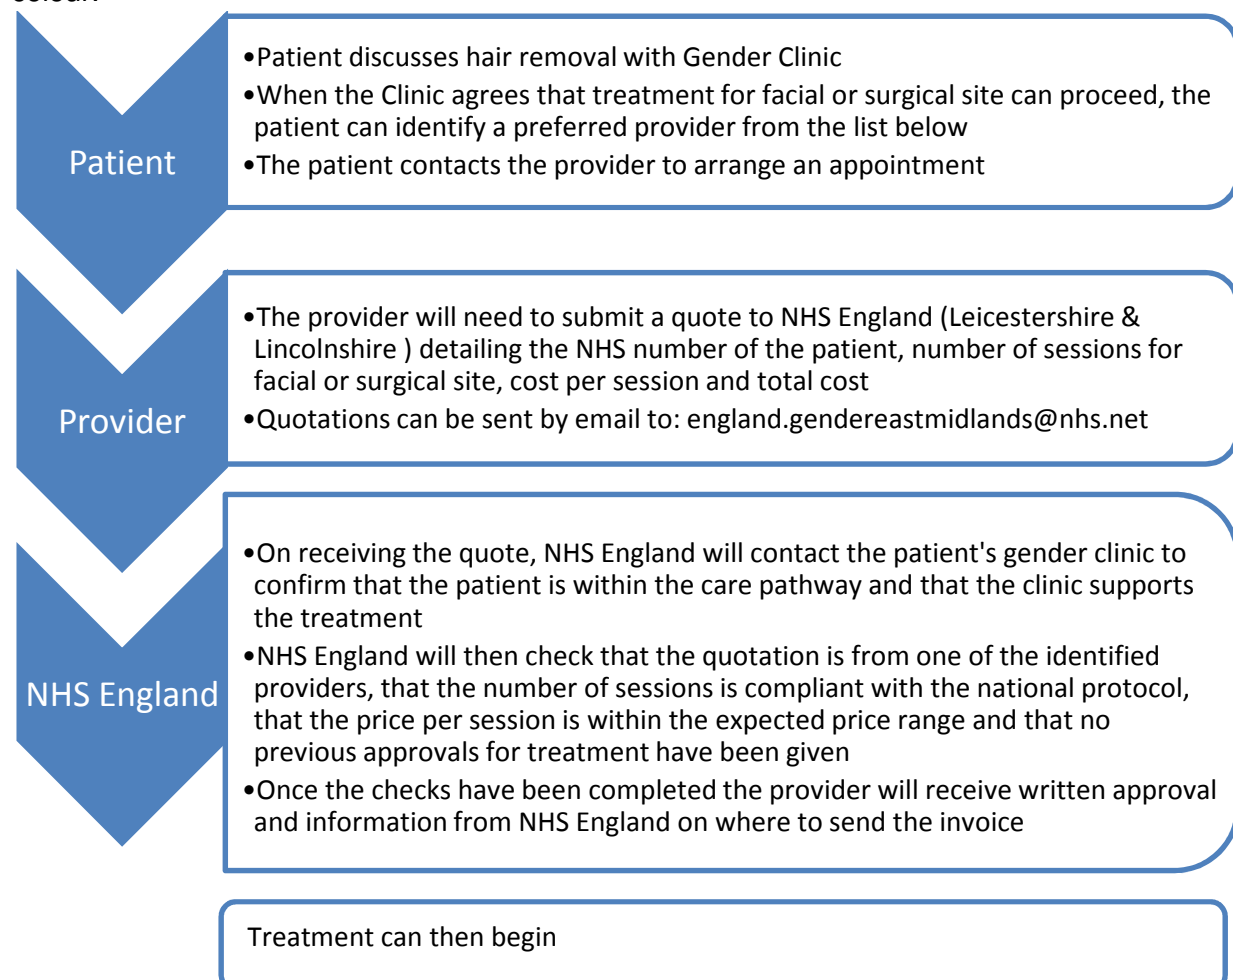 Patient
•Patient discusses hair removal with Gender Clinic
•When the Clinic agrees that treatment for facial or surgical site can proceed, the
patient can identify a preferred provider from the list below
•The patient contacts the provider to arrange an appointment
Provider
•The provider will need to submit a quote to NHS England (Leicestershire &
Lincolnshire ) detailing the NHS number of the patient, number of sessions for
facial or surgical site, cost per session and total cost
•Quotations can be sent by email to: england.gendereastmidlands@nhs.net
NHS England
•On receiving the quote, NHS England will contact the patient's gender clinic to
confirm that the patient is within the care pathway and that the clinic supports
the treatment
•NHS England will then check that the quotation is from one of the identified
providers, that the number of sessions is compliant with the national protocol,
that the price per session is within the expected price range and that no
previous approvals for treatment have been given
•Once the checks have been completed the provider will receive written approval
and information from NHS England on where to send the invoice
Treatment can then begin